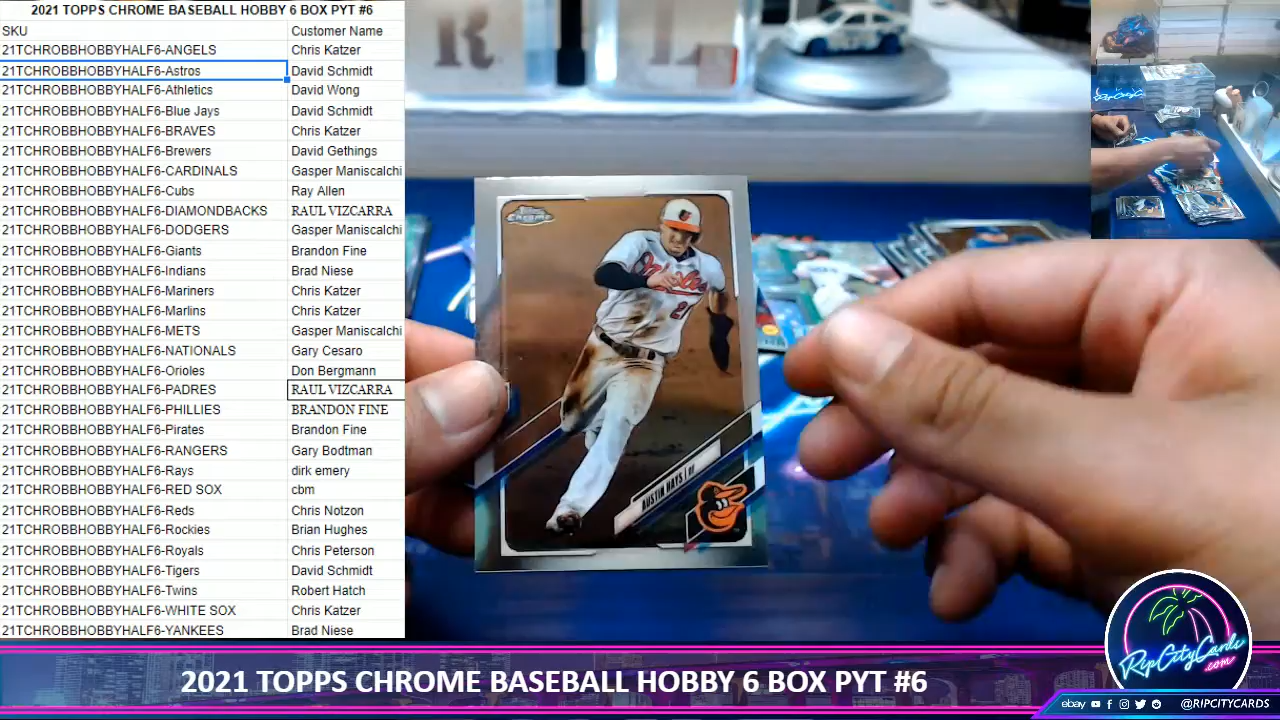 2021 TOPPS CHROME BASEBALL HOBBY 6 BOX PYT #6
SKU Customer Name
21TCHROBBHOBBYHALF6-ANGELS Chris Katzer
21TCHROBBHOBBYHALF6-Astros David Schmidt
21TCHROBBHOBBYHALF6-Athletics David Wong
21TCHROBBHOBBYHALF6-Blue Jays David Schmidt
21TCHROBBHOBBYHALF6-BRAVES Chris Katzer
21TCHROBBHOBBYHALF6-Brewers David Gethings
21TCHROBBHOBBYHALF6-CARDINALS Gasper Maniscalchi
21TCHROBBHOBBYHALF6-Cubs Ray Allen
21TCHROBBHOBBYHALF6-DIAMONDBACKS RAUL VIZCARRA
21TCHROBBHOBBYHALF6-DODGERS Gasper Maniscalchi
21TCHROBBHOBBYHALF6-Giants Brandon Fine
21TCHROBBHOBBYHALF6-Indians Brad Niese
21TCHROBBHOBBYHALF6-Mariners Chris Katzer
21TCHROBBHOBBYHALF6-Marlins Chris Katzer
21TCHROBBHOBBYHALF6-METS Gasper Maniscalchi
21TCHROBBHOBBYHALF6-NATIONALS Gary Cesaro
21TCHROBBHOBBYHALF6-Orioles Don Bergmann
21TCHROBBHOBBYHALF6-PADRES RAUL VIZCARRA
21TCHROBBHOBBYHALF6-PHILLIES BRANDON FINE
21TCHROBBHOBBYHALF6-Pirates Brandon Fine
21TCHROBBHOBBYHALF6-RANGERS Gary Bodtman
21TCHROBBHOBBYHALF6-Rays dirk emery
21TCHROBBHOBBYHALF6-RED SOX cbm
21TCHROBBHOBBYHALF6-Reds Chris Notzon
21TCHROBBHOBBYHALF6-Rockies Brian Hughes
21TCHROBBHOBBYHALF6-Royals Chris Peterson
21TCHROBBHOBBYHALF6-Tigers David Schmidt
21TCHROBBHOBBYHALF6-Twins Robert Hatch
21TCHROBBHOBBYHALF6-WHITE SOX Chris Katzer
21TCHROBBHOBBYHALF6-YANKEES Brad Niese
R
Topps
CHROME
Orioles
21
AUSTIN HAYS | OF
RipCityCards
.com
2021 TOPPS CHROME BASEBALL HOBBY 6 BOX PYT #6
ebay @RIPCITYCARDS